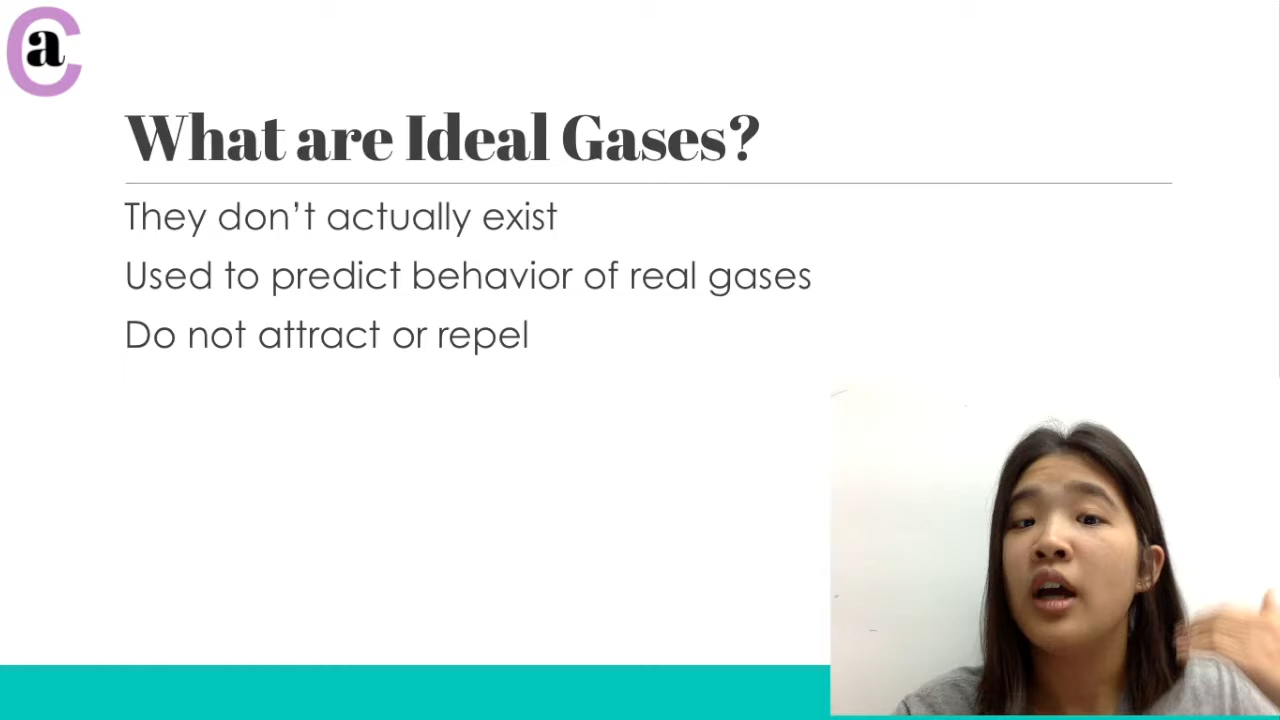 Ca
What are Ideal Gases?
They don’t actually exist
Used to predict behavior of real gases
Do not attract or repel